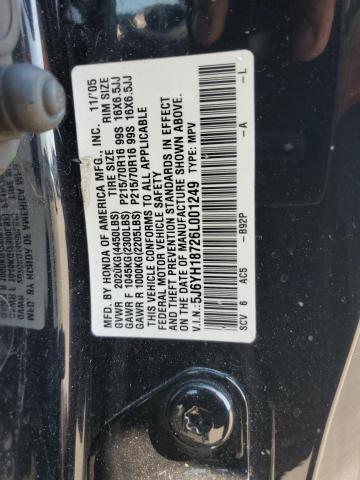 MFD. BY HONDA OF AMERICA MFG., INC. 11/'05
TIRE SIZE RIM SIZE
GVWR 2020KG(4450LBS)
GAWR F 1045KG(2300LBS) P215/70R16 99S 16X6.5JJ
GAWR R 1000KG(2205LBS) P215/70R16 99S 16X6.5JJ
THIS VEHICLE CONFORMS TO ALL APPLICABLE
FEDERAL MOTOR VEHICLE SAFETY
AND THEFT PREVENTION STANDARDS IN EFFECT
ON THE DATE OF MANUFACTURE SHOWN ABOVE.
V.I.N.:5J6YH18726L001249 TYPE: MPV
SCV 6 AC5 -B92P -A -L